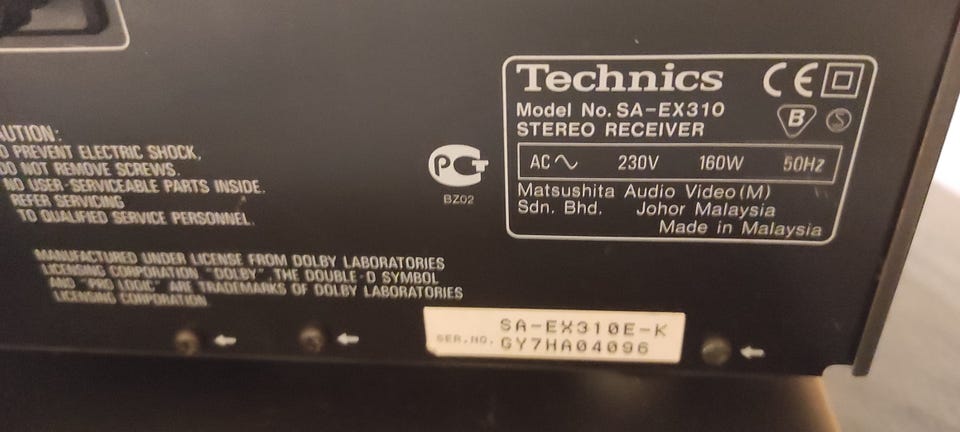 AUTION:
O PREVENT ELECTRIC SHOCK,
DO NOT REMOVE SCREWS.
NO USER-SERVICEABLE PARTS INSIDE.
REFER SERVICING
TO QUALIFIED SERVICE PERSONNEL.
MANUFACTURED UNDER LICENSE FROM DOLBY LABORATORIES
LICENSING CORPORATION "DOLBY", THE DOUBLE-D SYMBOL
AND "PRO LOGIC" ARE TRADEMARKS OF DOLBY LABORATORIES
LICENSING CORPORATION.
PCT
BZ02
Technics CE
Model No. SA-EX310
STEREO RECEIVER
B S
AC ∿ 230V 160W 50Hz
Matsushita Audio Video (M)
Sdn. Bhd. Johor Malaysia
Made in Malaysia
SA-EX310E-K
SER.NO. GY7HA04096